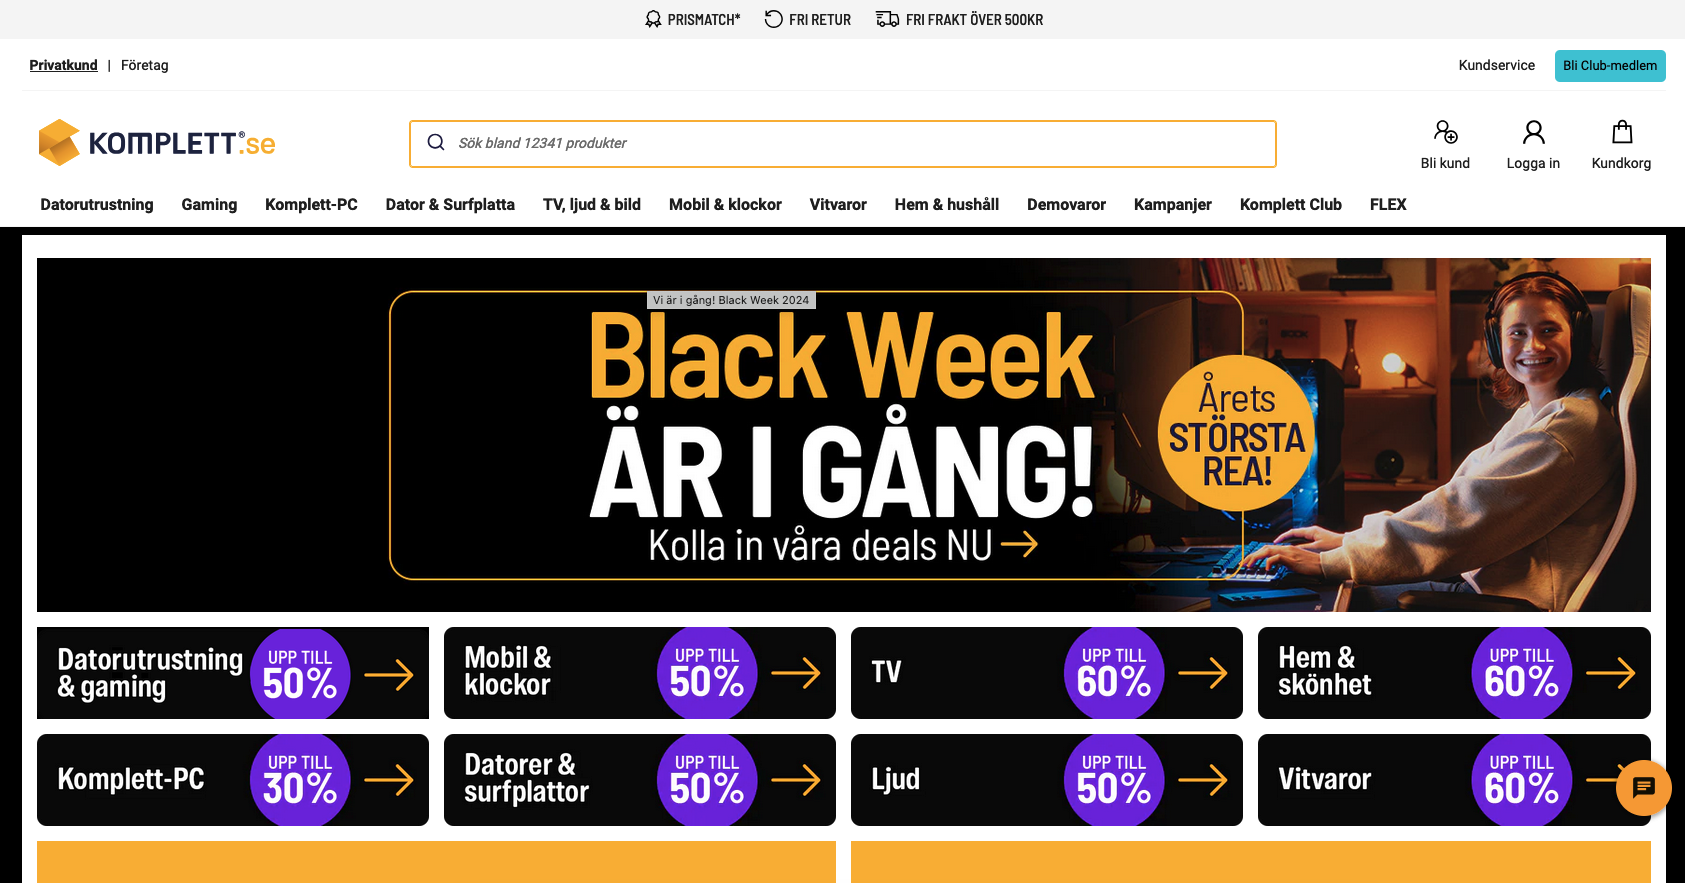 PRISMATCH* FRI RETUR FRI FRAKT ÖVER 500KR
Privatkund | Företag Kundservice Bli Club-medlem
KOMPLETT®.se
Sök bland 12341 produkter
Bli kund Logga in Kundkorg
Datorutrustning Gaming Komplett-PC Dator & Surfplatta TV, ljud & bild Mobil & klockor Vitvaror Hem & hushåll Demovaror Kampanjer Komplett Club FLEX
Vi är i gång! Black Week 2024
Black Week
ÄR I GÅNG!
Kolla in våra deals NU
Årets
STÖRSTA
REA!
BOOK
Datorutrustning
& gaming
UPP TILL
50%
Mobil &
klockor
UPP TILL
50%
TV
UPP TILL
60%
Hem &
skönhet
UPP TILL
60%
Komplett-PC
UPP TILL
30%
Datorer &
surfplattor
UPP TILL
50%
Ljud
UPP TILL
50%
Vitvaror
UPP TILL
60%